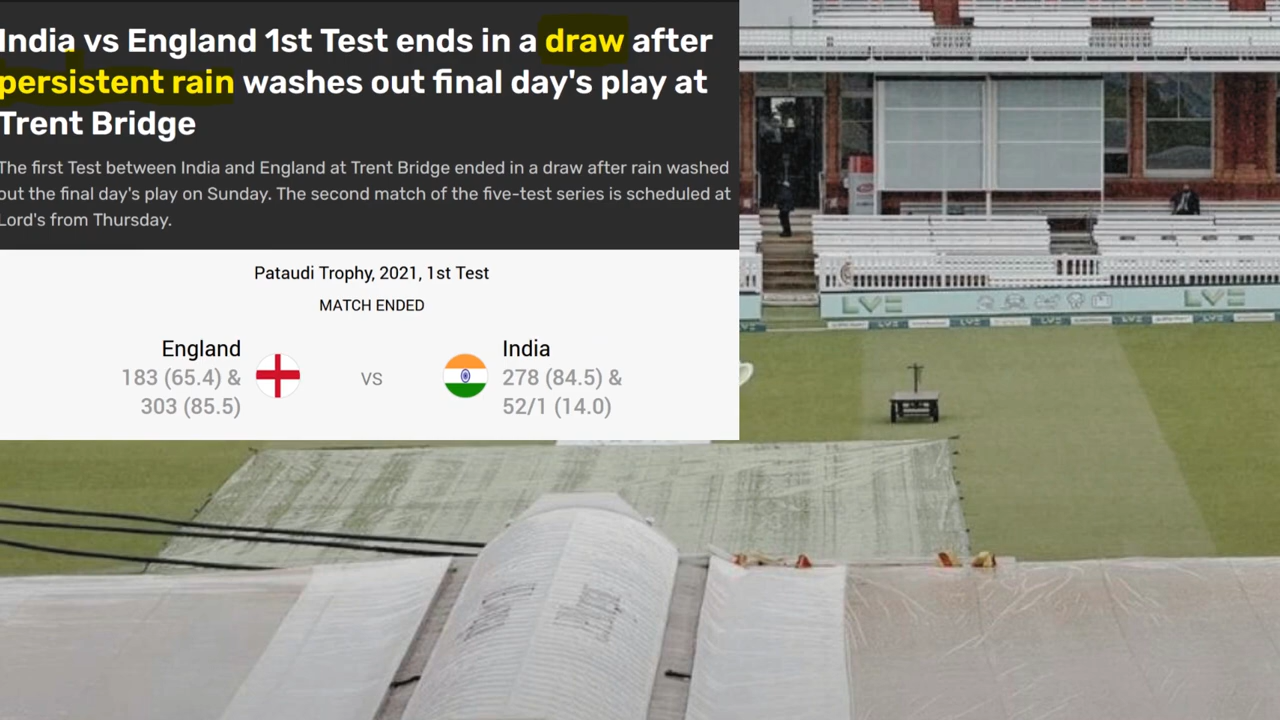 India vs England 1st Test ends in a draw after
persistent rain washes out final day's play at
Trent Bridge
The first Test between India and England at Trent Bridge ended in a draw after rain washed
out the final day's play on Sunday. The second match of the five-test series is scheduled at
Lord's from Thursday.
Pataudi Trophy, 2021, 1st Test
MATCH ENDED
England
183 (65.4) &
303 (85.5)
VS
India
278 (84.5) &
52/1 (14.0)
LV=
LV=